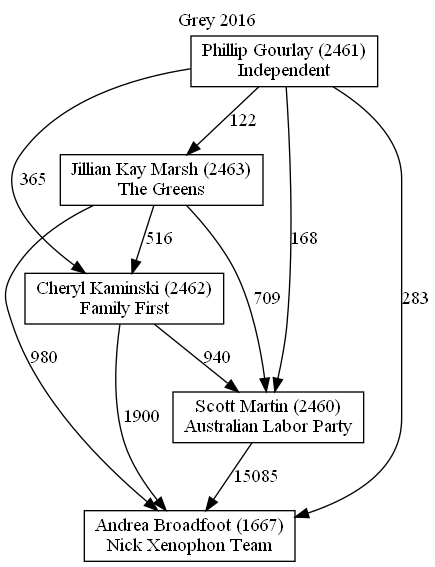 Grey 2016
Phillip Gourlay (2461)
Independent
122
365
Jillian Kay Marsh (2463)
The Greens
516
168
709
283
Cheryl Kaminski (2462)
Family First
980
940
1900
Scott Martin (2460)
Australian Labor Party
15085
Andrea Broadfoot (1667)
Nick Xenophon Team